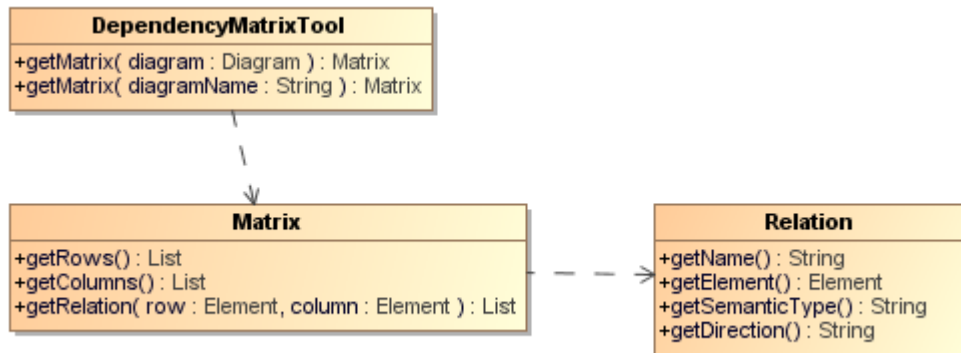 DependencyMatrixTool
+getMatrix( diagram : Diagram ) : Matrix
+getMatrix( diagramName : String ) : Matrix
Matrix
+getRows() : List
+getColumns() : List
+getRelation( row : Element, column : Element ) : List
Relation
+getName() : String
+getElement() : Element
+getSemanticType() : String
+getDirection() : String